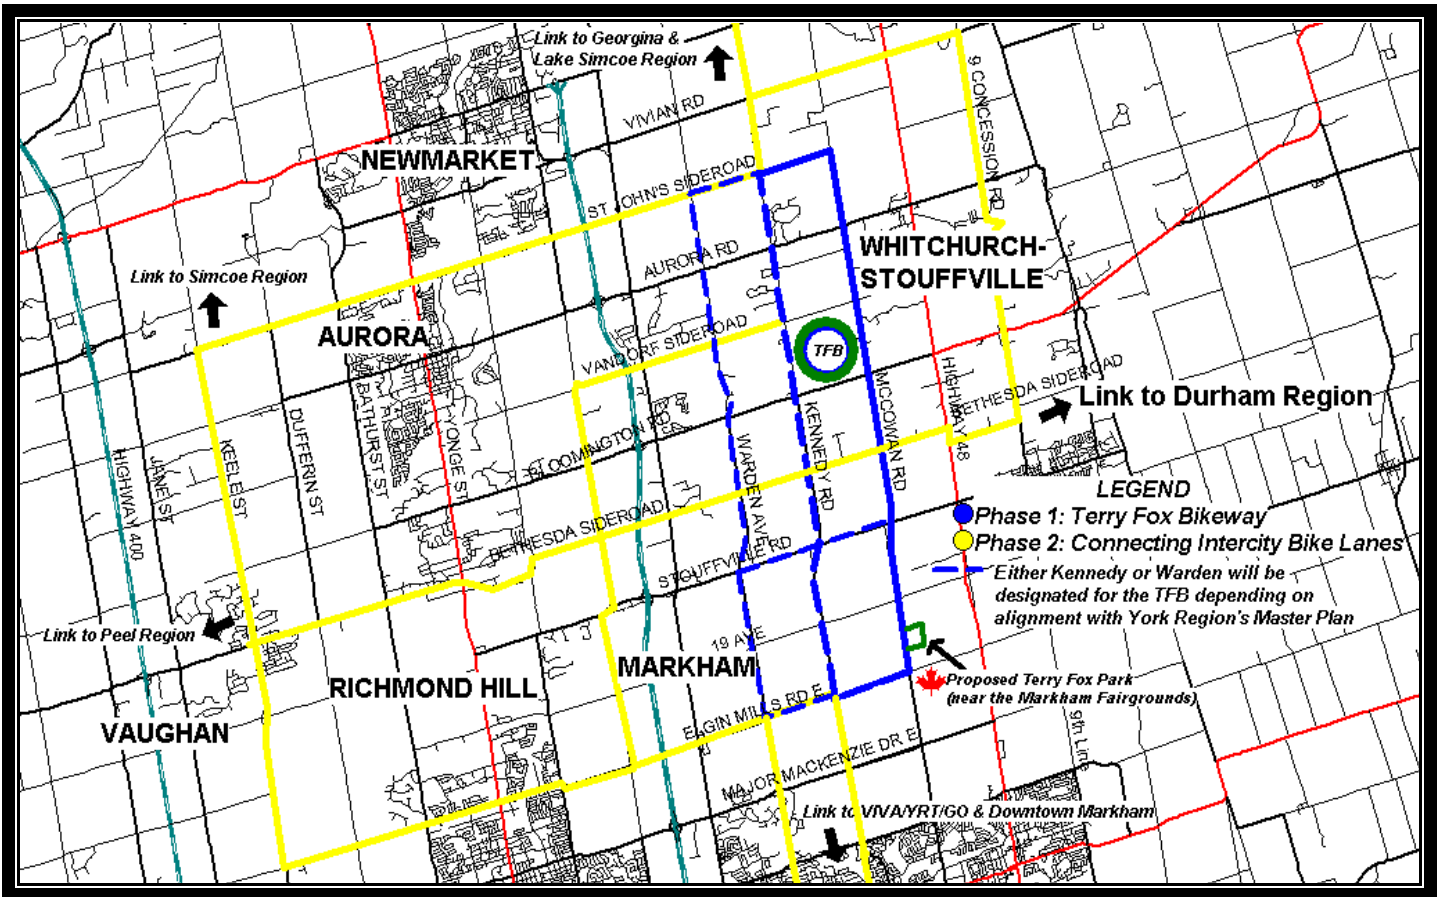 Link to Georgina &
Lake Simcoe Region
VIVIAN RD
9 CONCESSION RD
NEWMARKET
ST JOHN'S SIDEROAD
WHITCHURCH-
STOUFFVILLE
AURORA RD
Link to Simcoe Region
AURORA
VANDORF SIDEROAD
TFB
BETHESDA SIDEROAD
Link to Durham Region
HIGHWAY 400
JANE ST
KEELE ST
DUFFERIN ST
BATHURST ST
YONGE ST
BLOOMINGTON RD
WARDEN AVE
KENNEDY RD
MCCOWAN RD
HIGHWAY 48
LEGEND
Phase 1: Terry Fox Bikeway
Phase 2: Connecting Intercity Bike Lanes
Either Kennedy or Warden will be
designated for the TFB depending on
alignment with York Region's Master Plan
BETHESDA SIDEROAD
STOUFFVILLE RD
Link to Peel Region
19 AVE
MARKHAM
RICHMOND HILL
VAUGHAN
ELGIN MILLS RD E
Proposed Terry Fox Park
(near the Markham Fairgrounds)
9th Line
MAJOR MACKENZIE DR E
Link to VIVA/YRT/GO & Downtown Markham